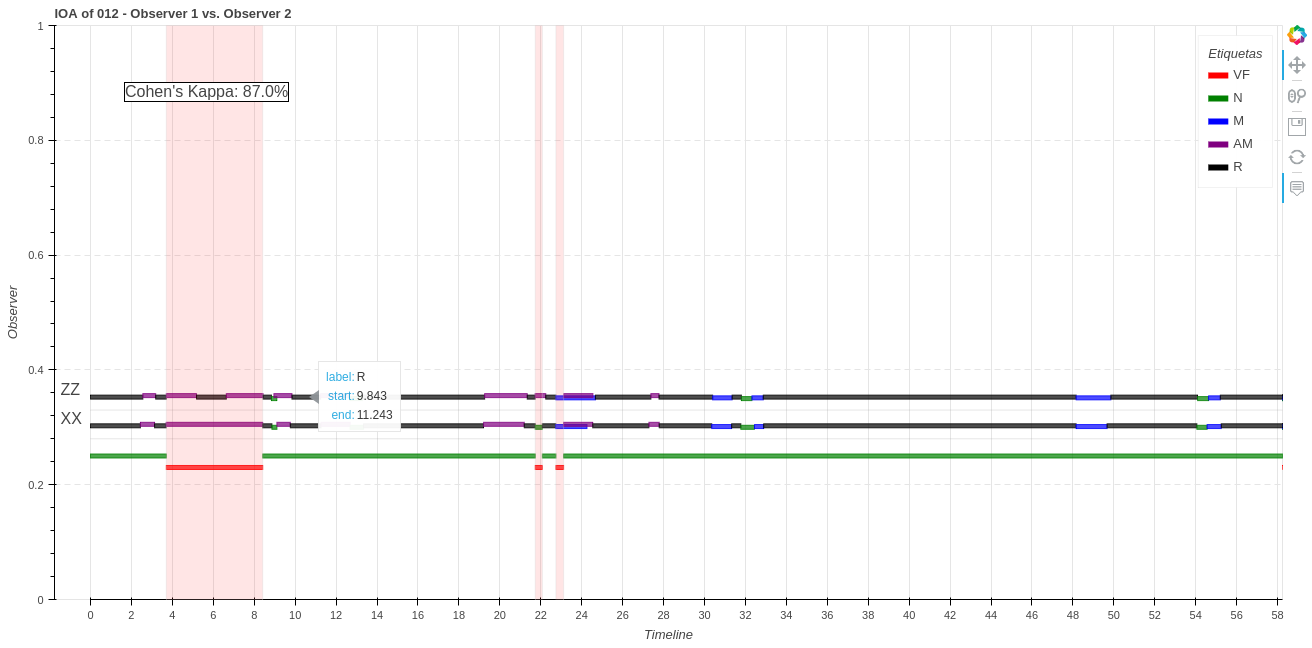 IOA of 012 - Observer 1 vs. Observer 2
1
0.8
0.6
0.4
0.2
0
Observer
Cohen's Kappa: 87.0%
Etiquetas
VF
N
M
AM
R
ZZ
XX
label: R
start: 9.843
end: 11.243
0 2 4 6 8 10 12 14 16 18 20 22 24 26 28 30 32 34 36 38 40 42 44 46 48 50 52 54 56 58
Timeline